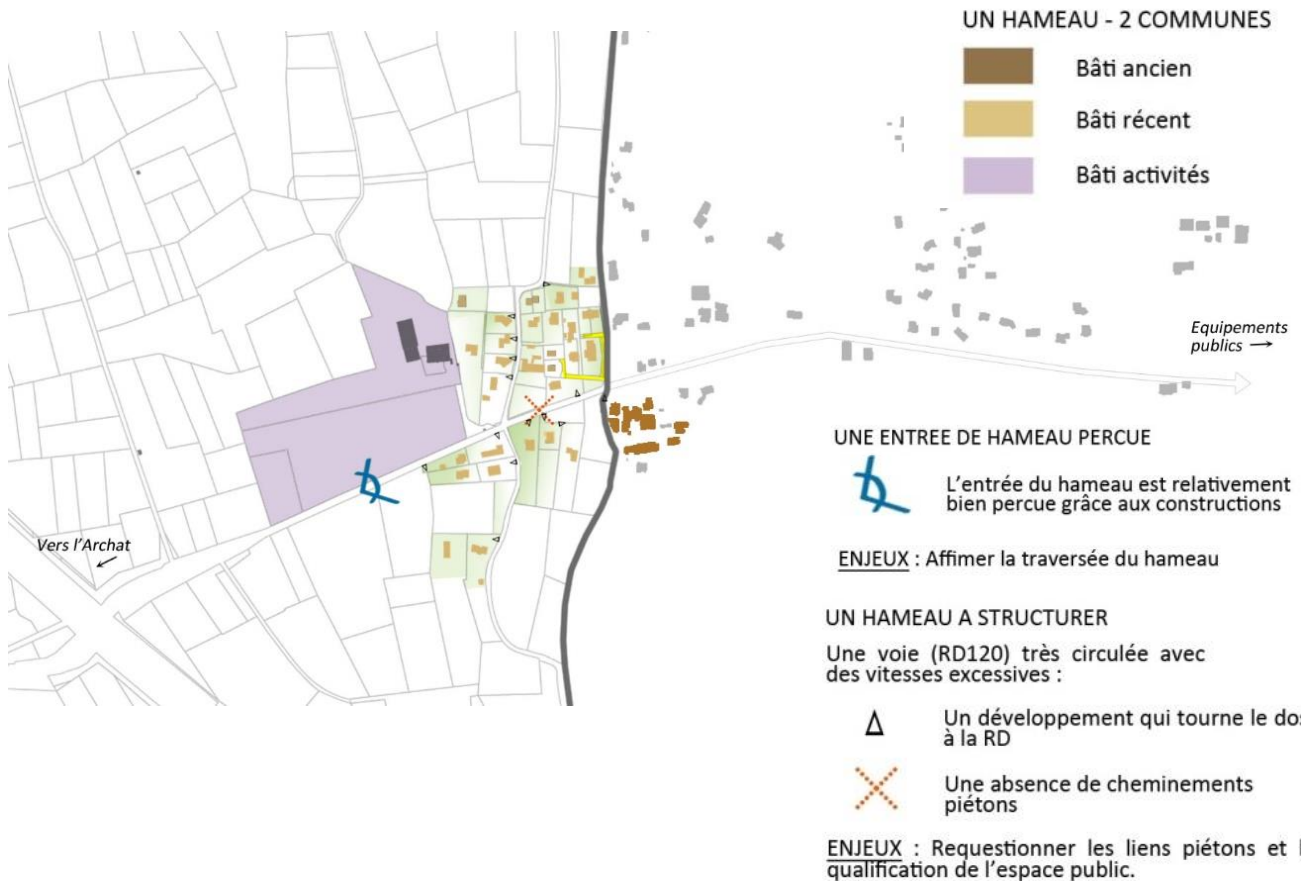 UN HAMEAU - 2 COMMUNES
Bâti ancien
Bâti récent
Bâti activités
Equipements
publics →
Vers l'Archat
←
UNE ENTREE DE HAMEAU PERCUE
L'entrée du hameau est relativement
bien percue grâce aux constructions
ENJEUX : Affimer la traversée du hameau
UN HAMEAU A STRUCTURER
Une voie (RD120) très circulée avec
des vitesses excessives :
Un développement qui tourne le dos
à la RD
Une absence de cheminements
piétons
ENJEUX : Requestionner les liens piétons et
qualification de l'espace public.